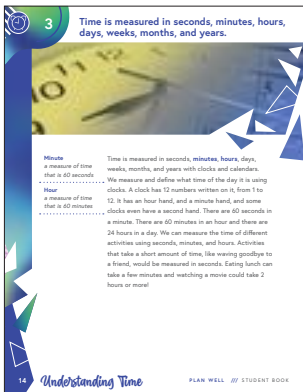 3
Time is measured in seconds, minutes, hours,
days, weeks, months, and years.
12
11
10
Minute
a measure of time
that is 60 seconds
Hour
a measure of time
that is 60 minutes
Time is measured in seconds, minutes, hours, days,
weeks, months, and years with clocks and calenders.
We measure and define what time of the day it is using
clocks. A clock has 12 numbers written on it, from 1 to
12. It has an hour hand, and a minute hand, and some
clocks even have a second hand. There are 60 seconds in
a minute. There are 60 minutes in an hour and there are
24 hours in a day. We can measure the time of different
activities using seconds, minutes, and hours. Activities
that take a short amount of time, like waving goodbye to
a friend, would be measured in seconds. Eating lunch can
take a few minutes and watching a movie could take 2
hours or more!
14 Understanding Time PLAN WELL /// STUDENT BOOK